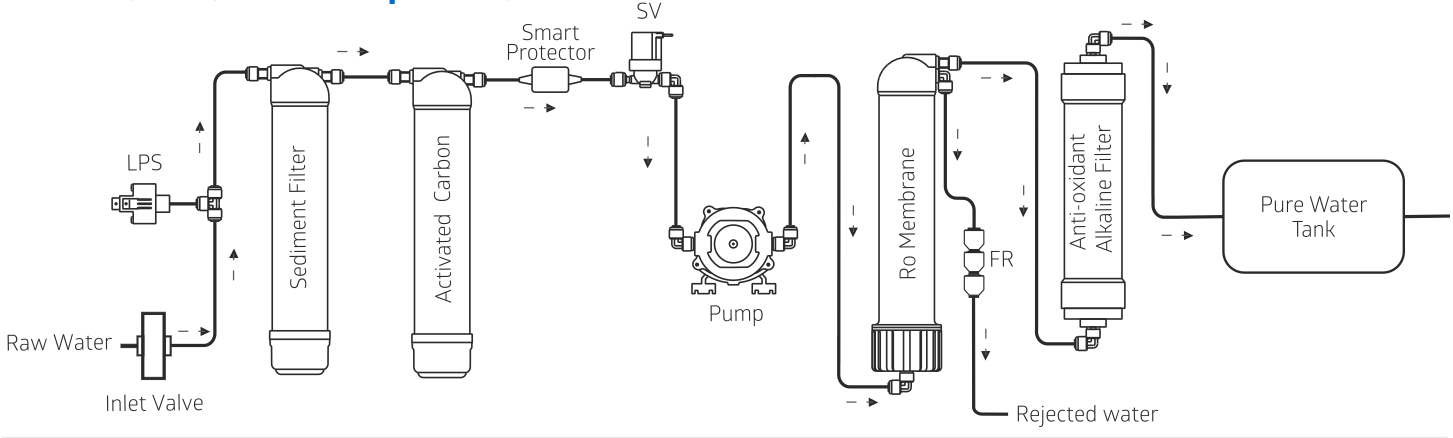 SV
Smart
Protector
LPS
Sediment Filter
Activated Carbon
Ro Membrane
Anti-oxidant
Alkaline Filter
Pure Water
Tank
FR
Pump
Raw Water
Inlet Valve
Rejected water